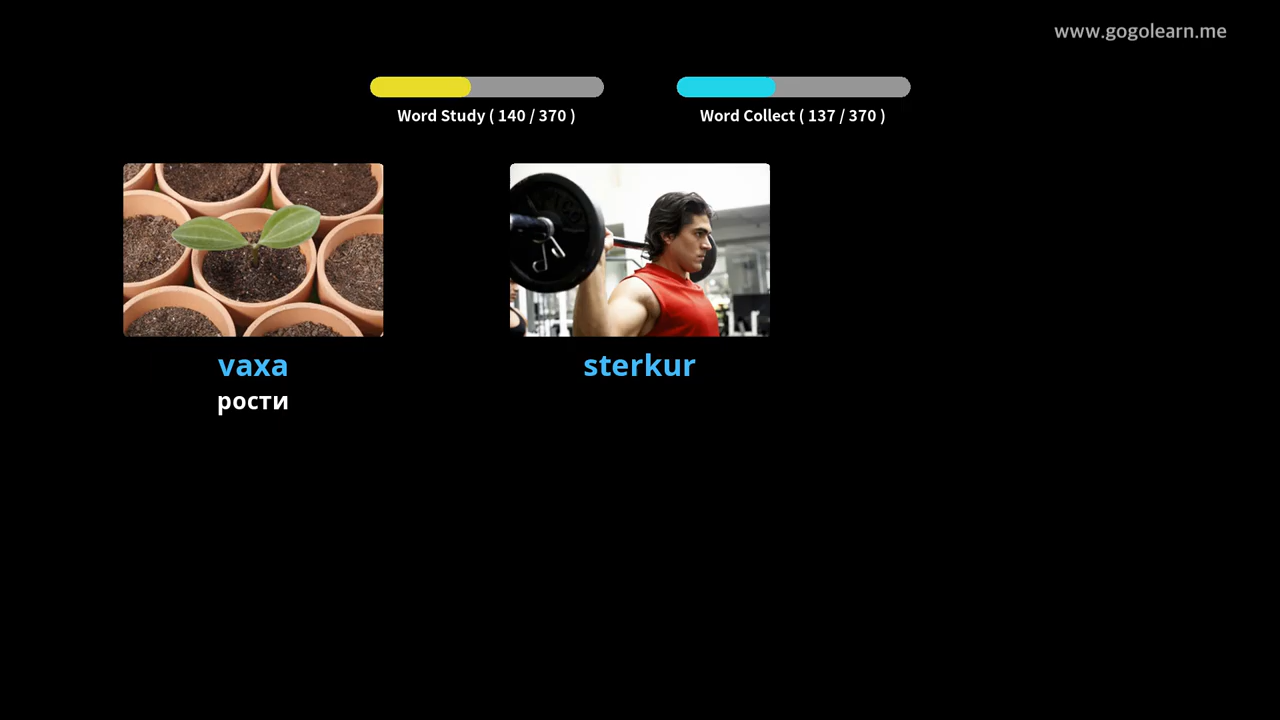 www.gogolearn.me
Word Study ( 140 / 370 )
Word Collect ( 137 / 370 )
vaxa
sterkur
рости